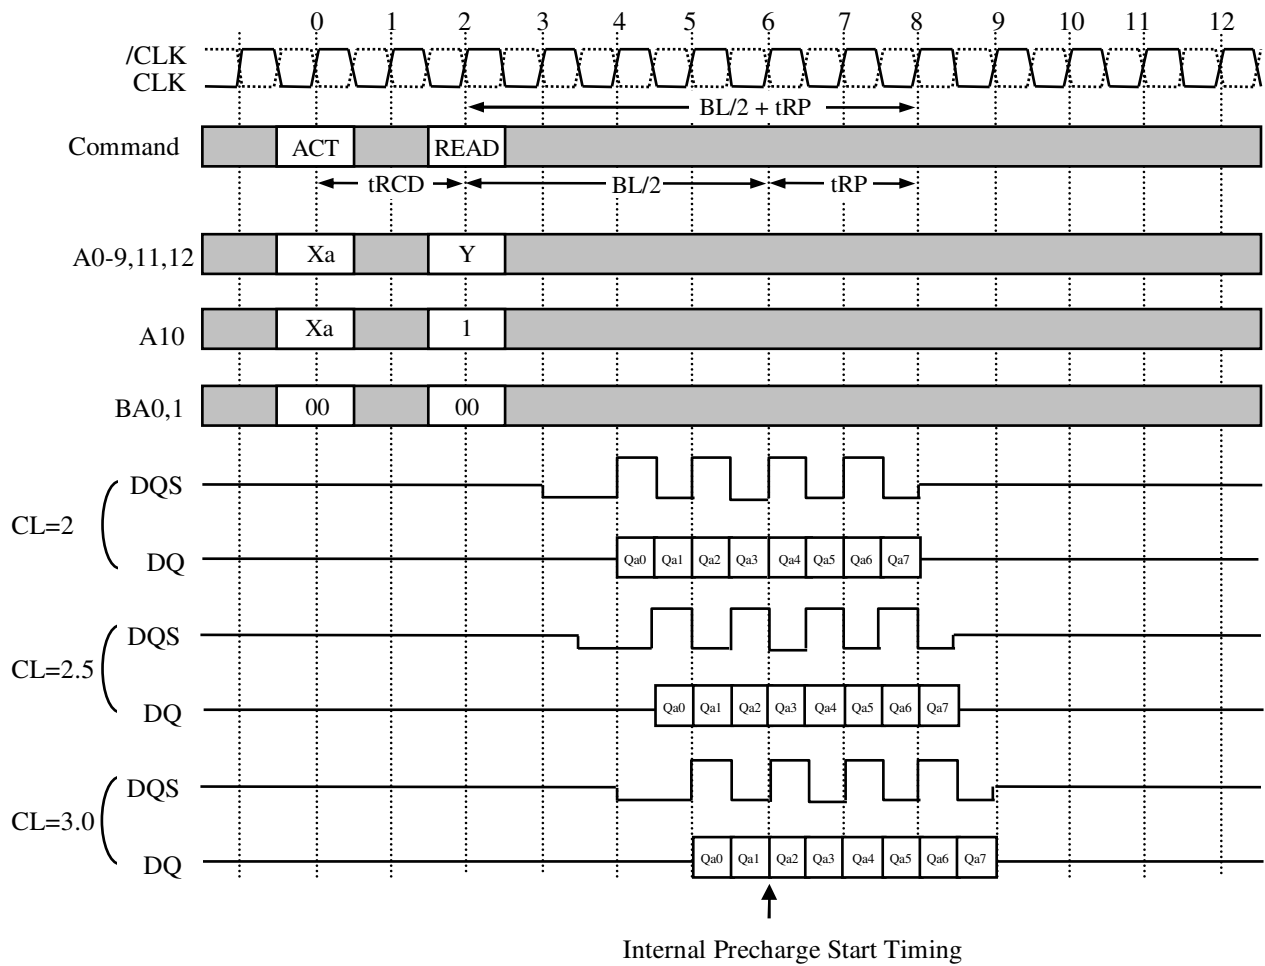 0 1 2 3 4 5 6 7 8 9 10 11 12
/CLK
CLK
BL/2 + tRP
Command ACT READ
tRCD BL/2 tRP
A0-9,11,12 Xa Y
A10 Xa 1
BA0,1 00 00
DQS
CL=2
DQ Qa0 Qa1 Qa2 Qa3 Qa4 Qa5 Qa6 Qa7
DQS
CL=2.5
DQ Qa0 Qa1 Qa2 Qa3 Qa4 Qa5 Qa6 Qa7
DQS
CL=3.0
DQ Qa0 Qa1 Qa2 Qa3 Qa4 Qa5 Qa6 Qa7
Internal Precharge Start Timing